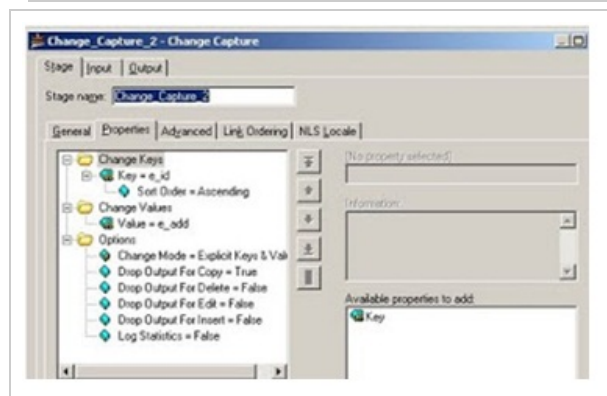 Change_Capture_2 - Change Capture
Stage Input Output
Stage name: Change_Capture_2
General Properties Advanced Link Ordering NLS Locale
Change Keys
Key = e_id
Sort Order = Ascending
Change Values
Value = e_add
Options
Change Mode = Explicit Keys & Val
Drop Output For Copy = True
Drop Output For Delete = False
Drop Output For Edit = False
Drop Output For Insert = False
Log Statistics = False
[No property selected]
Information:
Available properties to add:
Key